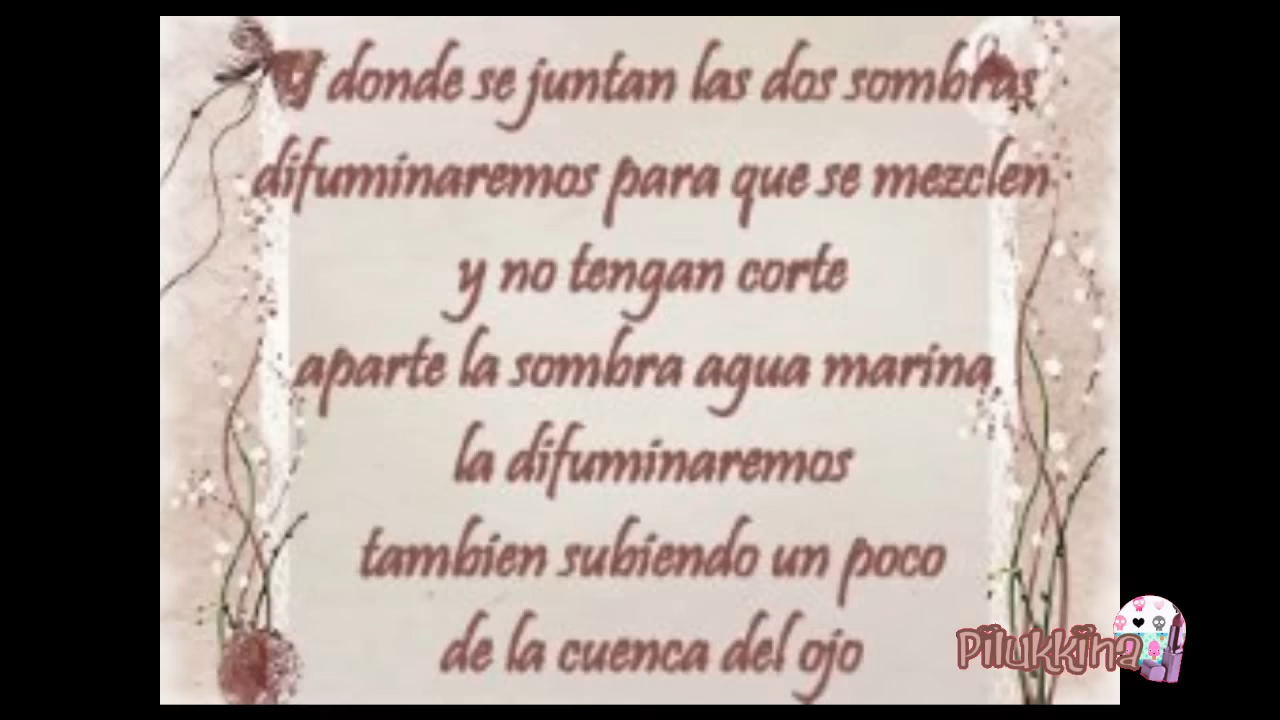 Y donde se juntan las dos sombras
difuminaremos para que se mezclen
y no tengan corte
aparte la sombra agua marina
la difuminaremos
tambien subiendo un poco
de la cuenca del ojo
Pilukkina